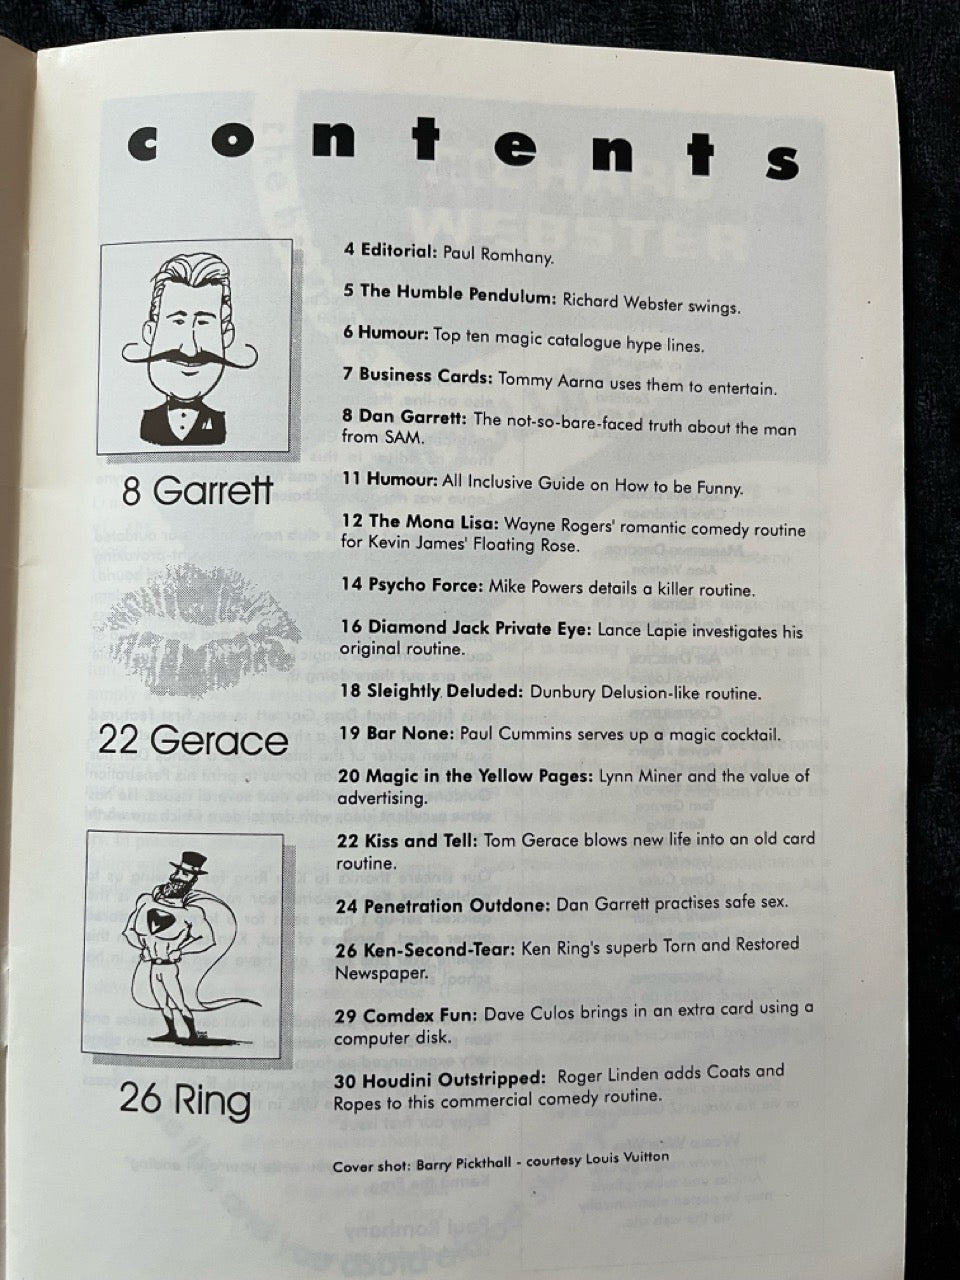 contents
4 Editorial: Paul Romhany.
5 The Humble Pendulum: Richard Webster swings.
6 Humour: Top ten magic catalogue hype lines.
7 Business Cards: Tommy Aarna uses them to entertain.
8 Dan Garrett: The not-so-bare-faced truth about the man
from SAM.
8 Garrett
11 Humour: All Inclusive Guide on How to be Funny.
12 The Mona Lisa: Wayne Rogers' romantic comedy routine
for Kevin James' Floating Rose.
14 Psycho Force: Mike Powers details a killer routine.
16 Diamond Jack Private Eye: Lance Lapie investigates his
original routine.
18 Sleightly Deluded: Dunbury Delusion-like routine.
19 Bar None: Paul Cummins serves up a magic cocktail.
22 Gerace
20 Magic in the Yellow Pages: Lynn Miner and the value of
advertising.
22 Kiss and Tell: Tom Gerace blows new life into an old card
routine.
24 Penetration Outdone: Dan Garrett practises safe sex.
26 Ken-Second-Tear: Ken Ring's superb Torn and Restored
Newspaper.
29 Comdex Fun: Dave Culos brings in an extra card using a
computer disk.
30 Houdini Outstripped: Roger Linden adds Coats and
Ropes to this commercial comedy routine.
26 Ring
Cover shot: Barry Pickthall - courtesy Louis Vuitton